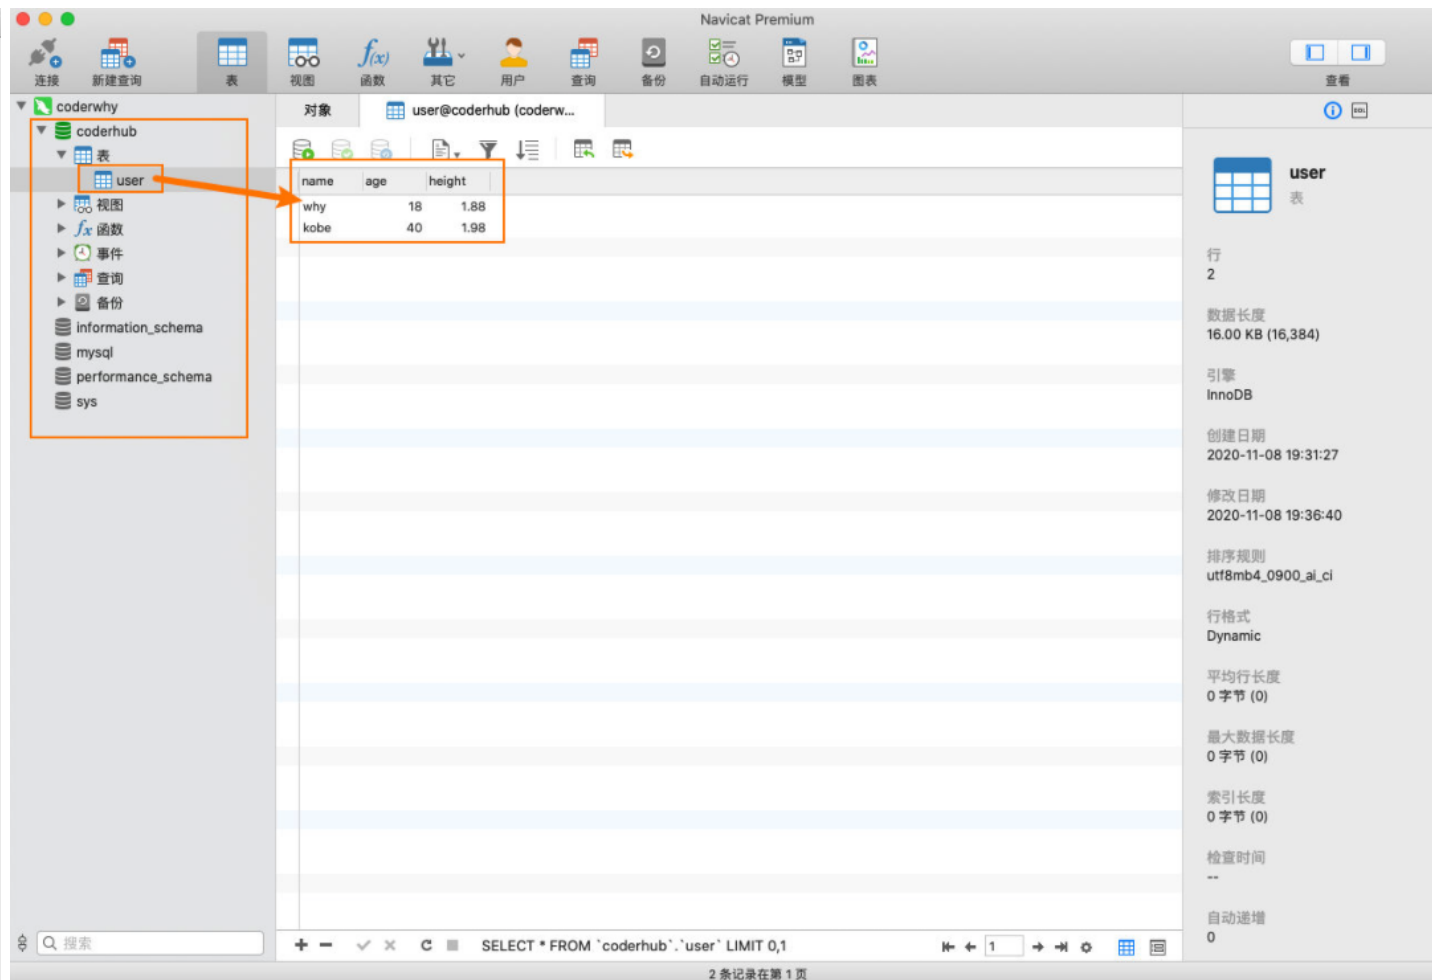 Navicat Premium
连接
新建查询
表
视图
函数
其它
用户
查询
备份
自动运行
模型
图表
查看
coderwhy
coderhub
表
user
视图
函数
事件
查询
备份
information_schema
mysql
performance_schema
sys
搜索
对象
user@coderhub (coderw...
name age height
why 18 1.88
kobe 40 1.98
SELECT * FROM `coderhub`.`user` LIMIT 0,1
1
2 条记录在第 1 页
user
表
行
2
数据长度
16.00 KB (16,384)
引擎
InnoDB
创建日期
2020-11-08 19:31:27
修改日期
2020-11-08 19:36:40
排序规则
utf8mb4_0900_ai_ci
行格式
Dynamic
平均行长度
0 字节 (0)
最大数据长度
0 字节 (0)
索引长度
0 字节 (0)
检查时间
--
自动递增
0